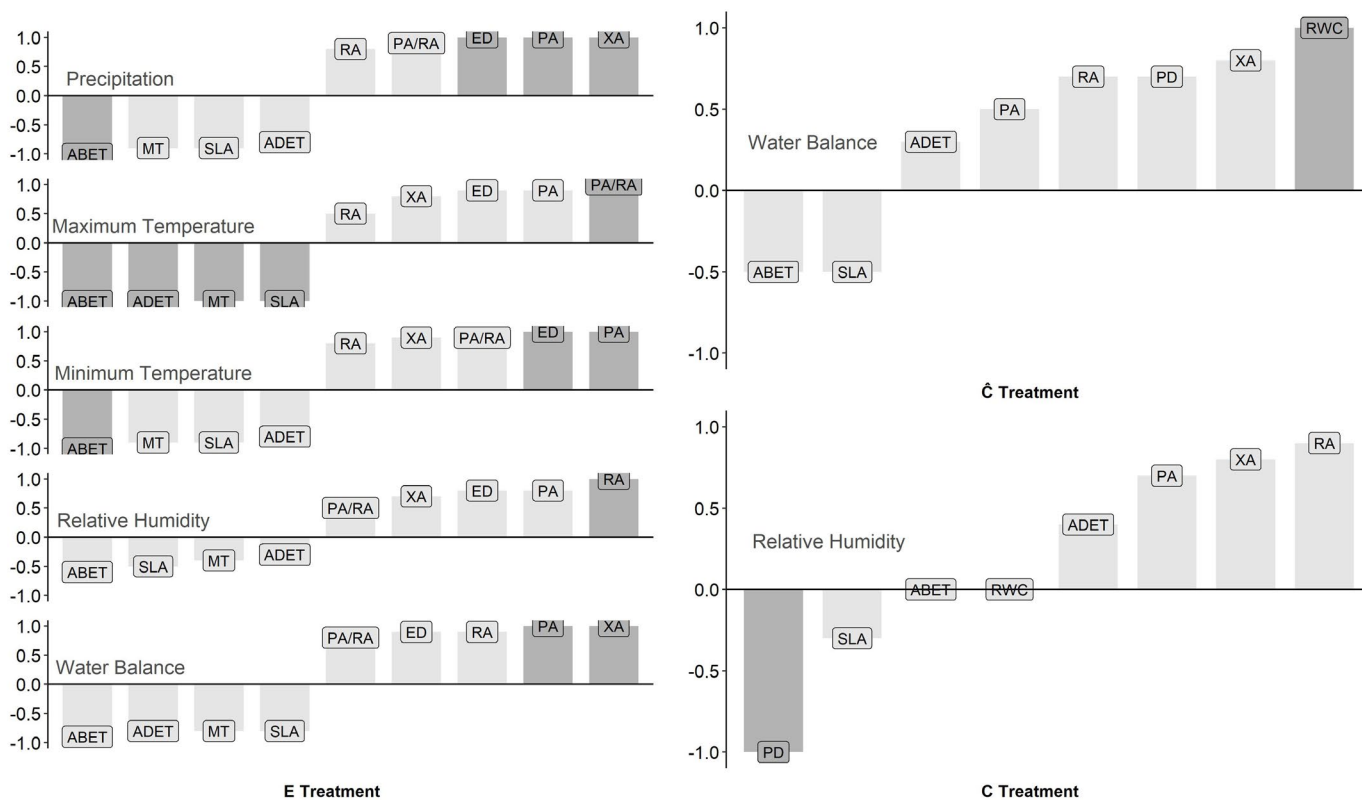 Precipitation
1.0
0.5
0.0
-0.5
-1.0
ABET MT SLA ADET RA PA/RA ED PA XA
Maximum Temperature
1.0
0.5
0.0
-0.5
-1.0
ABET ADET MT SLA RA XA ED PA PA/RA
Minimum Temperature
1.0
0.5
0.0
-0.5
-1.0
ABET MT SLA ADET RA XA PA/RA ED PA
Relative Humidity
1.0
0.5
0.0
-0.5
-1.0
ABET SLA MT ADET PA/RA XA ED PA RA
Water Balance
1.0
0.5
0.0
-0.5
-1.0
ABET ADET MT SLA PA/RA ED RA PA XA
E Treatment
Water Balance
1.0
0.5
0.0
-0.5
-1.0
ABET SLA ADET PA RA PD XA RWC
Ĉ Treatment
Relative Humidity
1.0
0.5
0.0
-0.5
-1.0
PD SLA ABET RWC ADET PA XA RA
C Treatment